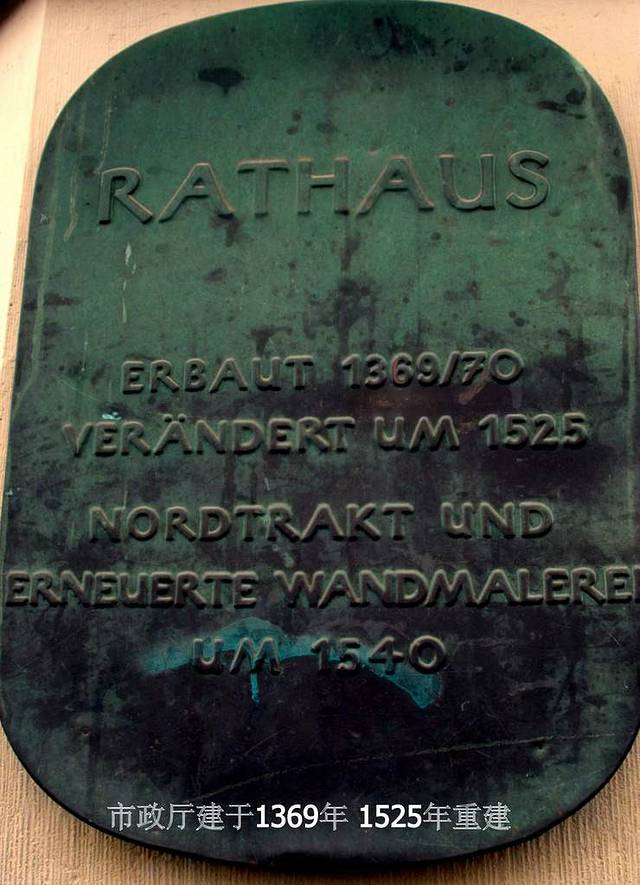 RATHAUS
ERBAUT 1369/70
VERÄNDERT UM 1525
NORDTRAKT UND
ERNEUERTE WANDMALEREI
UM 1540
市政厅建于1369年 1525年重建